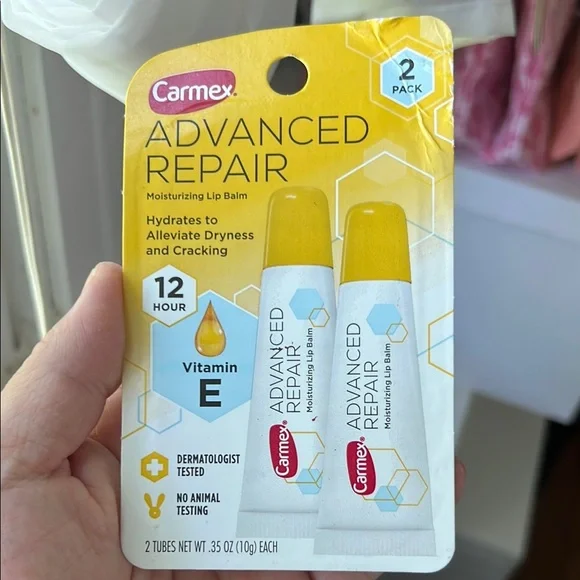 Carmex®
2
PACK
ADVANCED
REPAIR
Moisturizing Lip Balm
Hydrates to
Alleviate Dryness
and Cracking
12
HOUR
Vitamin
E
DERMATOLOGIST
TESTED
NO ANIMAL
TESTING
2 TUBES NET WT .35 OZ (10g) EACH
Carmex®
ADVANCED
REPAIR
Moisturizing Lip Balm
Carmex®
ADVANCED
REPAIR
Moisturizing Lip Balm